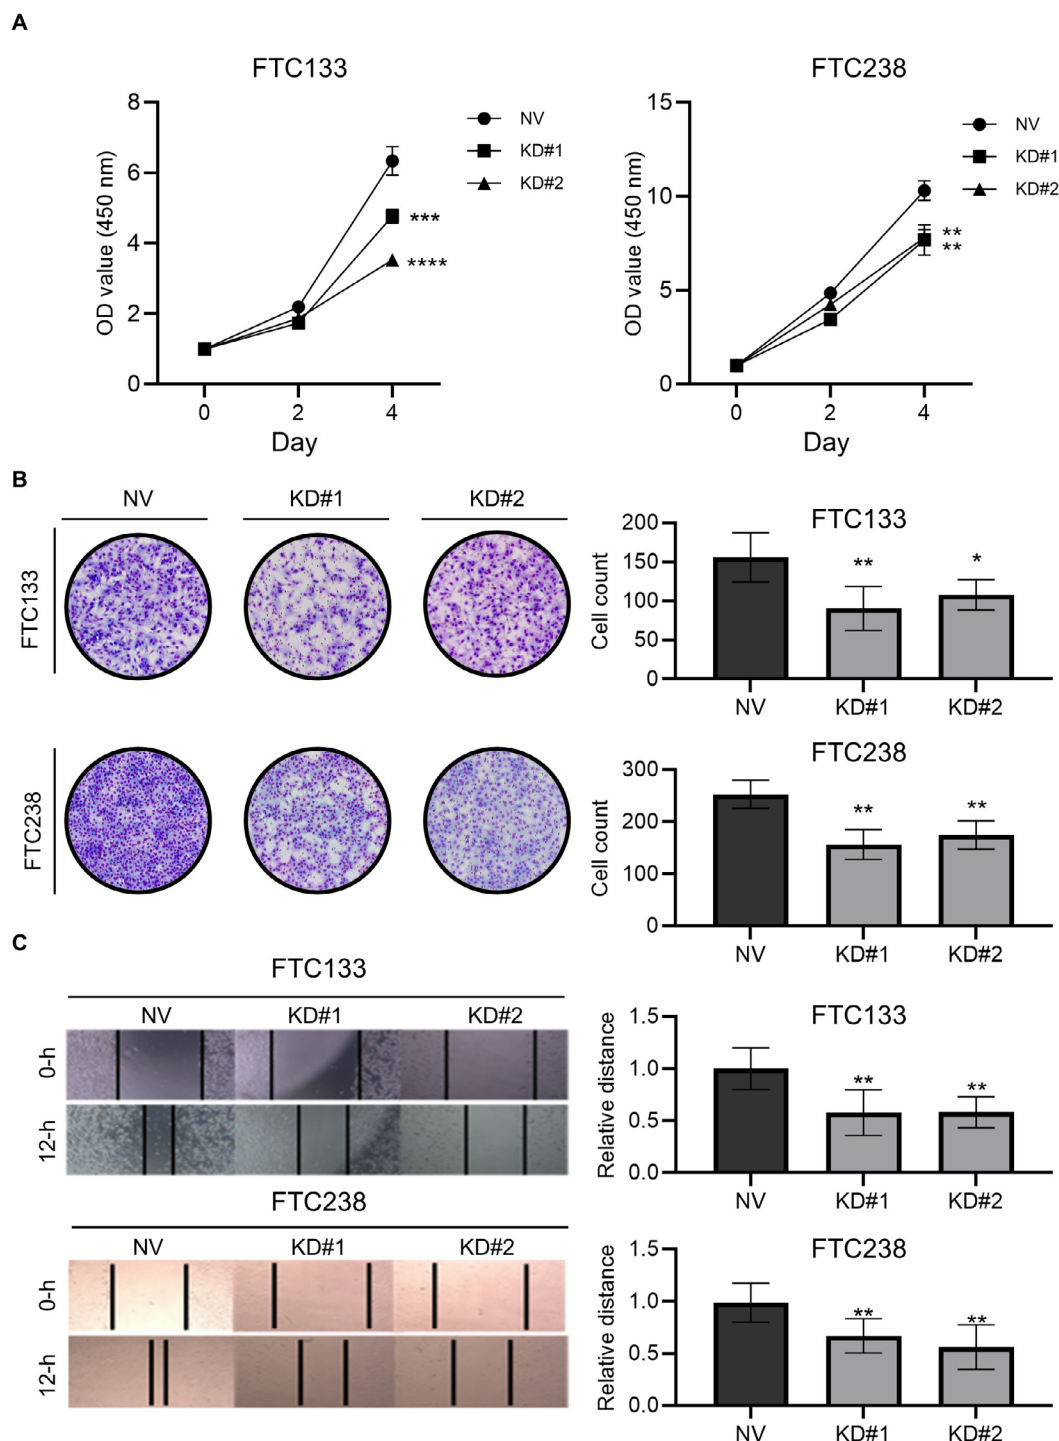 A
FTC133
8
6
4
2
0
OD value (450 nm)
0 2 4
Day
NV
KD#1
KD#2
***
****
FTC238
15
10
5
0
OD value (450 nm)
0 2 4
Day
NV
KD#1
KD#2
**
**
B
NV KD#1 KD#2
FTC133
FTC238
FTC133
200
150
100
50
0
Cell count
** *
NV KD#1 KD#2
FTC238
300
200
100
0
Cell count
** **
NV KD#1 KD#2
C
FTC133
NV KD#1 KD#2
0-h
12-h
FTC238
NV KD#1 KD#2
0-h
12-h
FTC133
1.5
1.0
0.5
0.0
Relative distance
** **
NV KD#1 KD#2
FTC238
1.5
1.0
0.5
0.0
Relative distance
** **
NV KD#1 KD#2